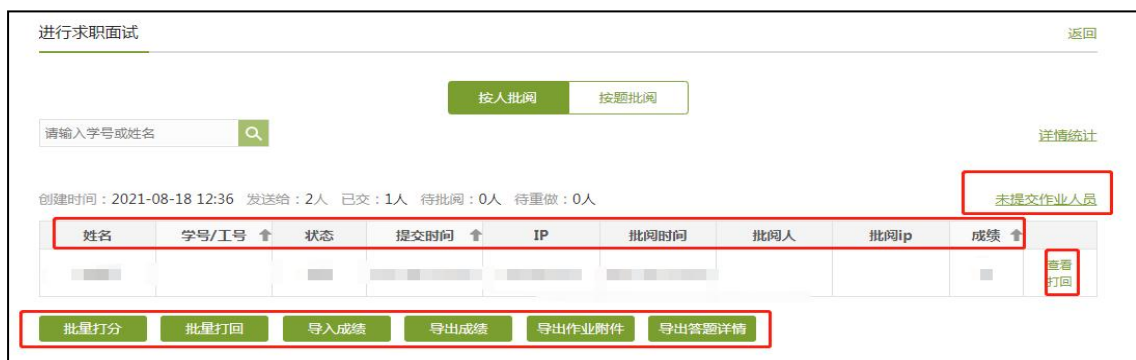 进行求职面试 返回
按人批阅 按题批阅
请输入学号或姓名 详情统计
创建时间：2021-08-18 12:36 发送给：2人 已交：1人 待批阅：0人 待重做：0人 未提交作业人员
姓名 学号/工号 状态 提交时间 IP 批阅时间 批阅人 批阅ip 成绩
查看
打回
批量打分 批量打回 导入成绩 导出成绩 导出作业附件 导出答题详情